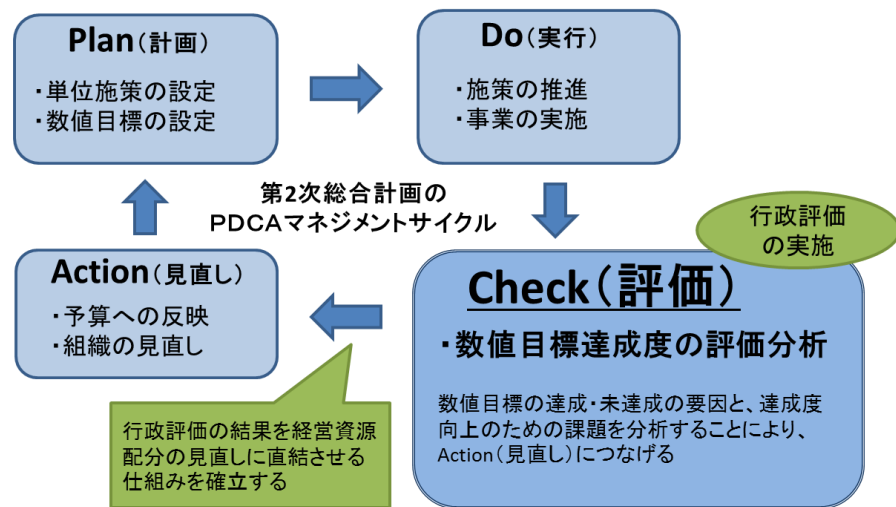 Plan(計画)
・単位施策の設定
・数値目標の設定
Do(実行)
・施策の推進
・事業の実施
第2次総合計画の
PDCAマネジメントサイクル
行政評価
の実施
Check(評価)
・数値目標達成度の評価分析
数値目標の達成・未達成の要因と、達成度
向上のための課題を分析することにより、
Action(見直し)につなげる
Action(見直し)
・予算への反映
・組織の見直し
行政評価の結果を経営資源
配分の見直しに直結させる
仕組みを確立する